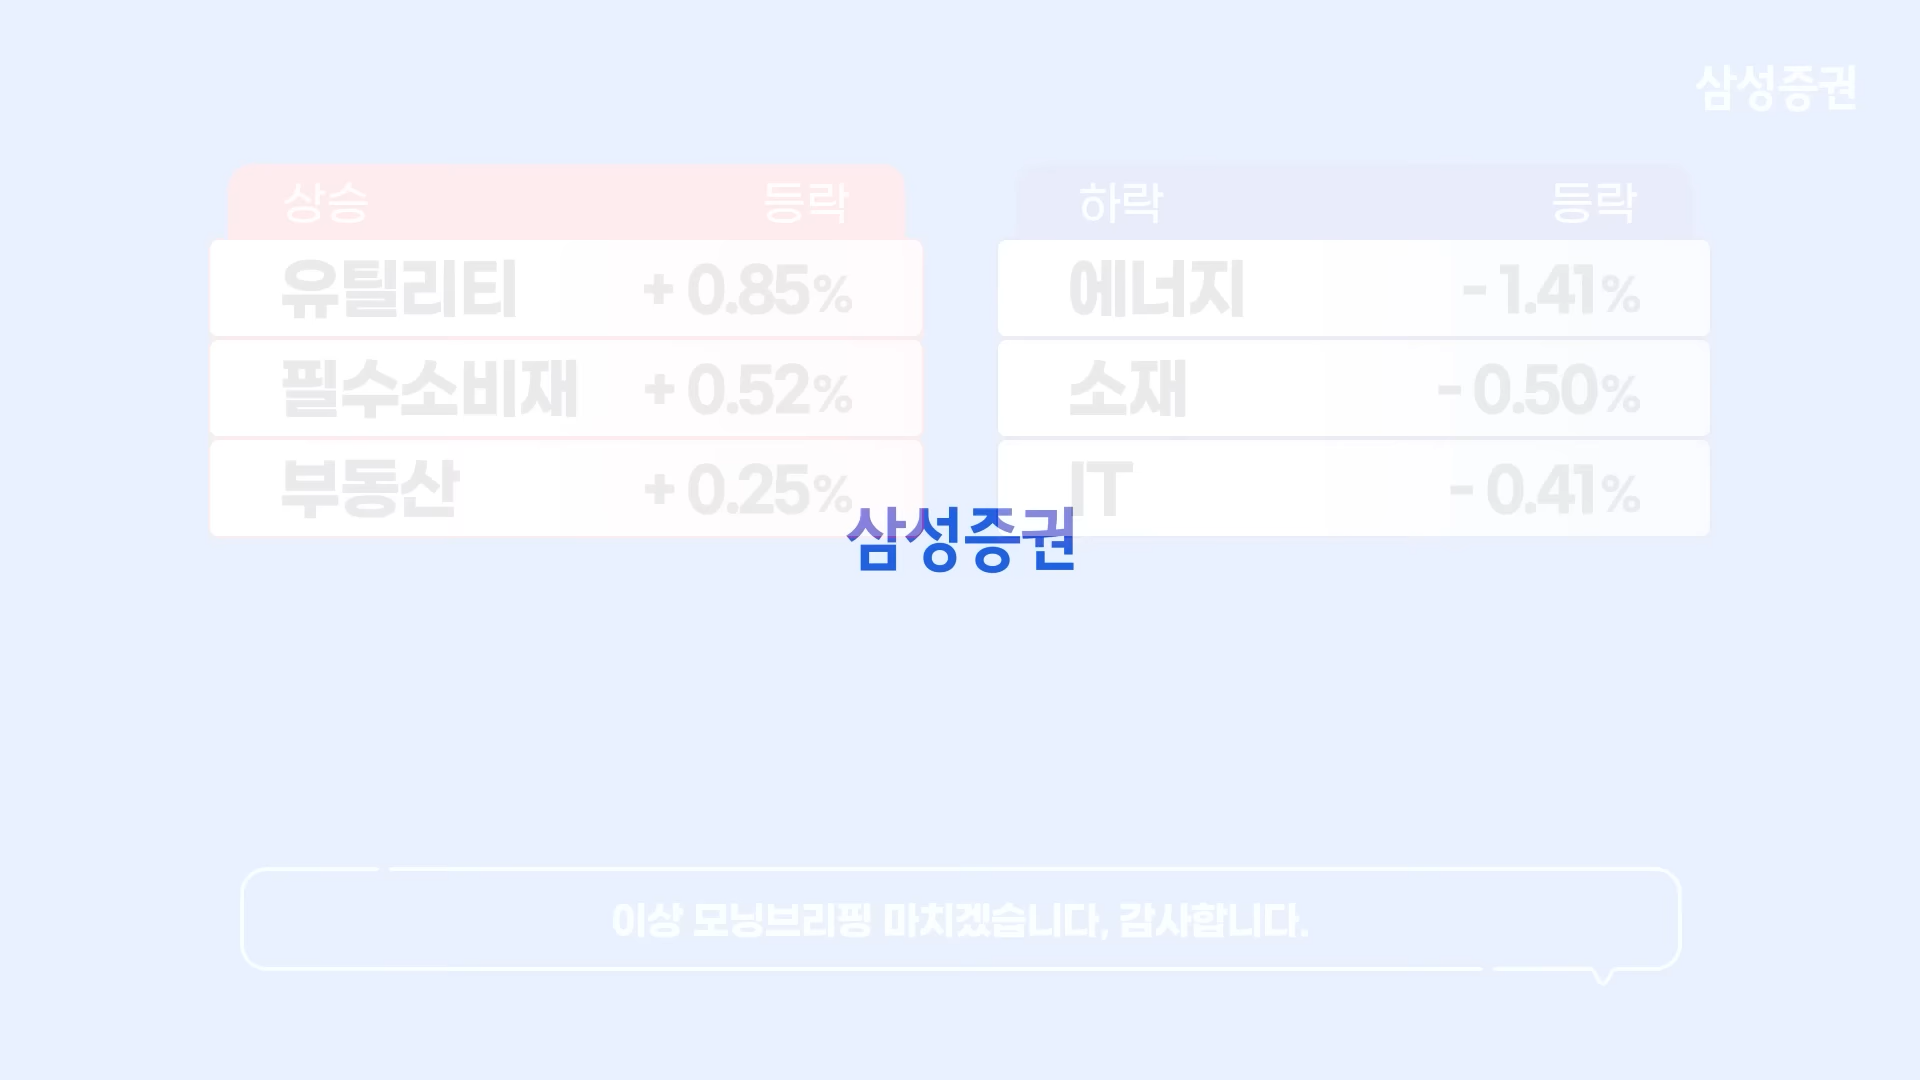 삼성증권
상승 등락
유틸리티 + 0.85%
필수소비재 + 0.52%
부동산 + 0.25%
하락 등락
에너지 - 1.41%
소재 - 0.50%
IT - 0.41%
삼성증권
이상 모닝브리핑 마치겠습니다, 감사합니다.